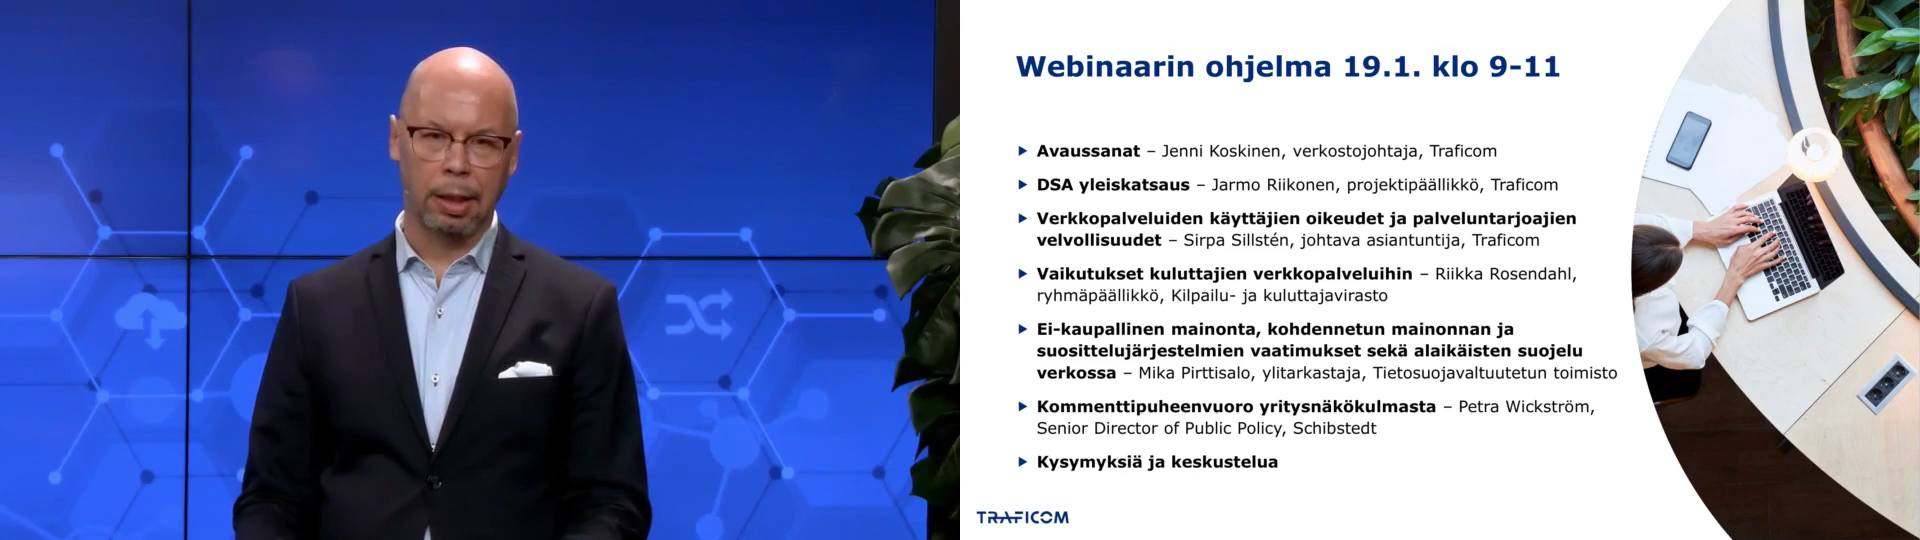 Webinaarin ohjelma 19.1. klo 9-11
Avaussanat – Jenni Koskinen, verkostojohtaja, Traficom
DSA yleiskatsaus – Jarmo Riikonen, projektipäällikkö, Traficom
Verkkopalveluiden käyttäjien oikeudet ja palveluntarjoajien
velvollisuudet – Sirpa Sillstén, johtava asiantuntija, Traficom
Vaikutukset kuluttajien verkkopalveluihin – Riikka Rosendahl,
ryhmäpäällikkö, Kilpailu- ja kuluttajavirasto
Ei-kaupallinen mainonta, kohdennetun mainonnan ja
suosittelujärjestelmien vaatimukset sekä alaikäisten suojelu
verkossa – Mika Pirttisalo, ylitarkastaja, Tietosuojavaltuutetun toimisto
Kommenttipuheenvuoro yritysnäkökulmasta – Petra Wickström,
Senior Director of Public Policy, Schibstedt
Kysymyksiä ja keskustelua
TRAFICOM